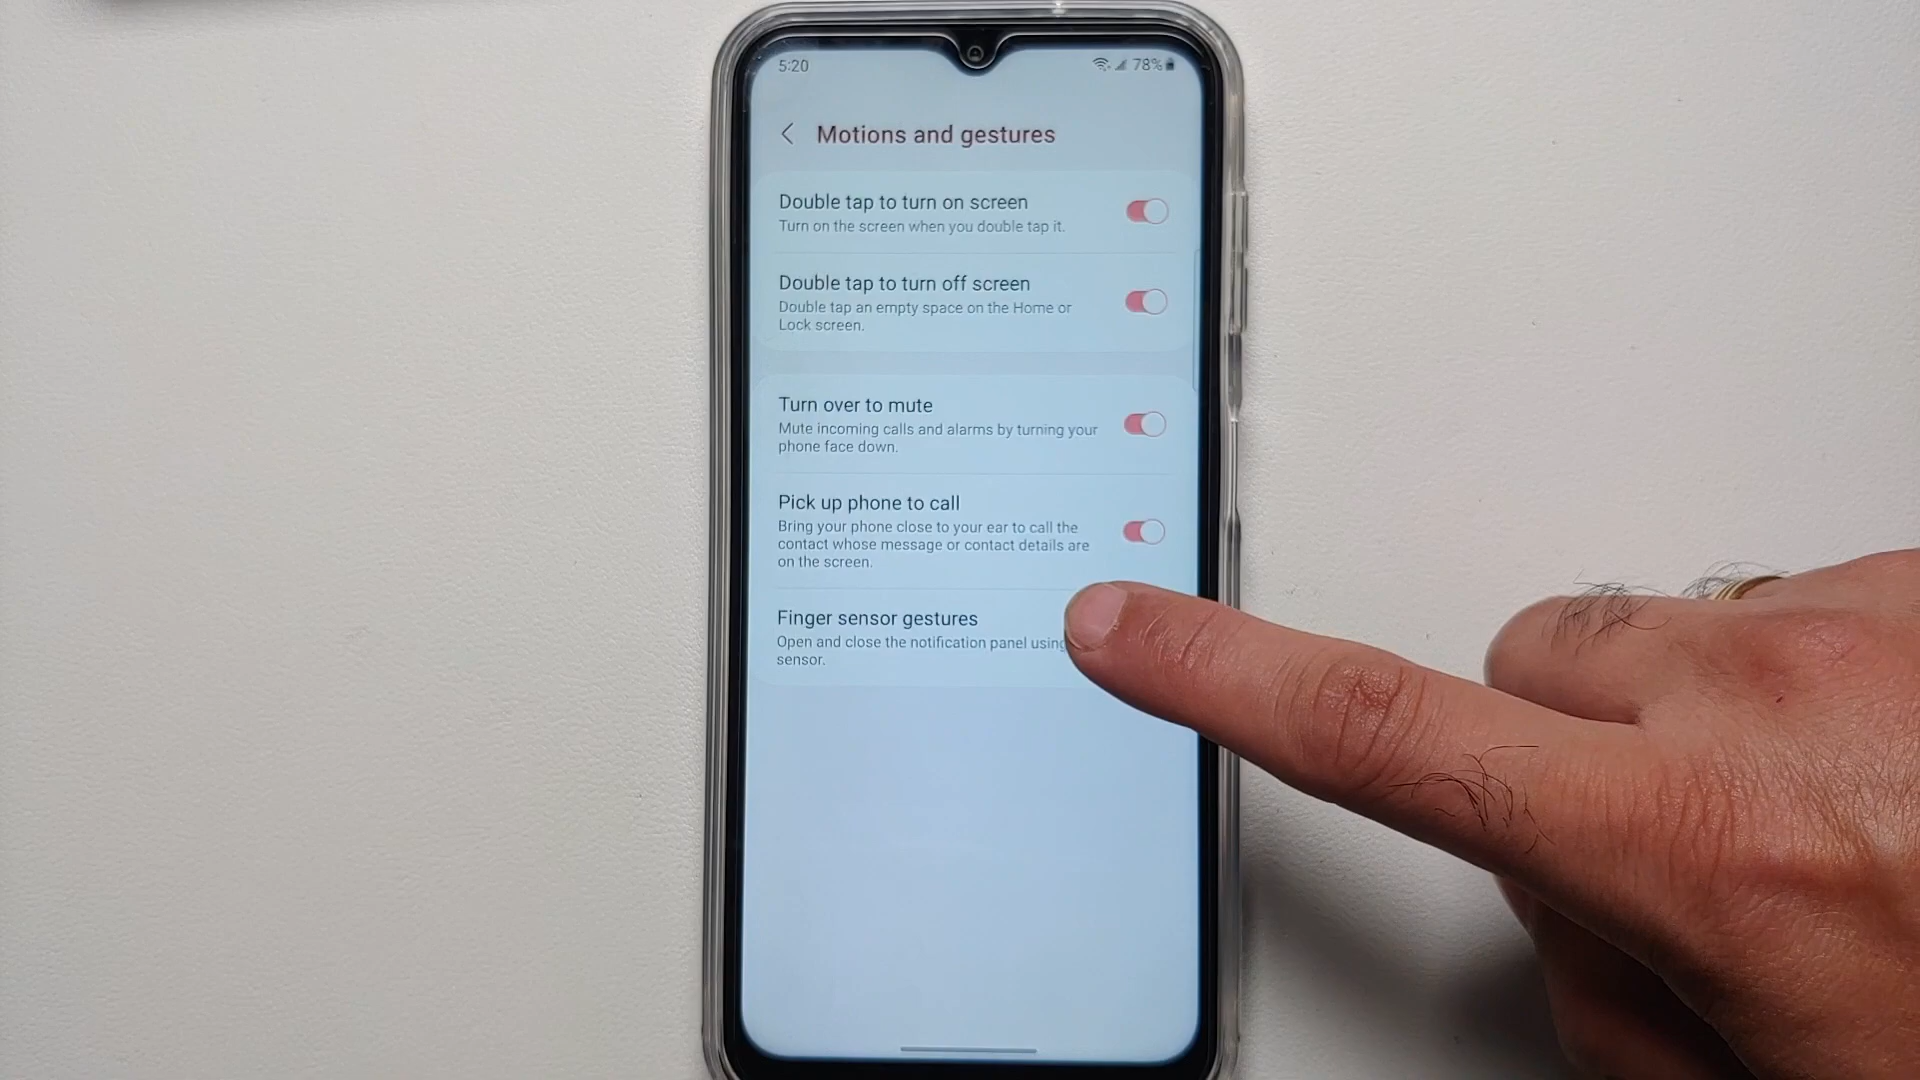 5:20
78%
Motions and gestures
Double tap to turn on screen
Turn on the screen when you double tap it.
Double tap to turn off screen
Double tap an empty space on the Home or
Lock screen.
Turn over to mute
Mute incoming calls and alarms by turning your
phone face down.
Pick up phone to call
Bring your phone close to your ear to call the
contact whose message or contact details are
on the screen.
Finger sensor gestures
Open and close the notification panel using
sensor.